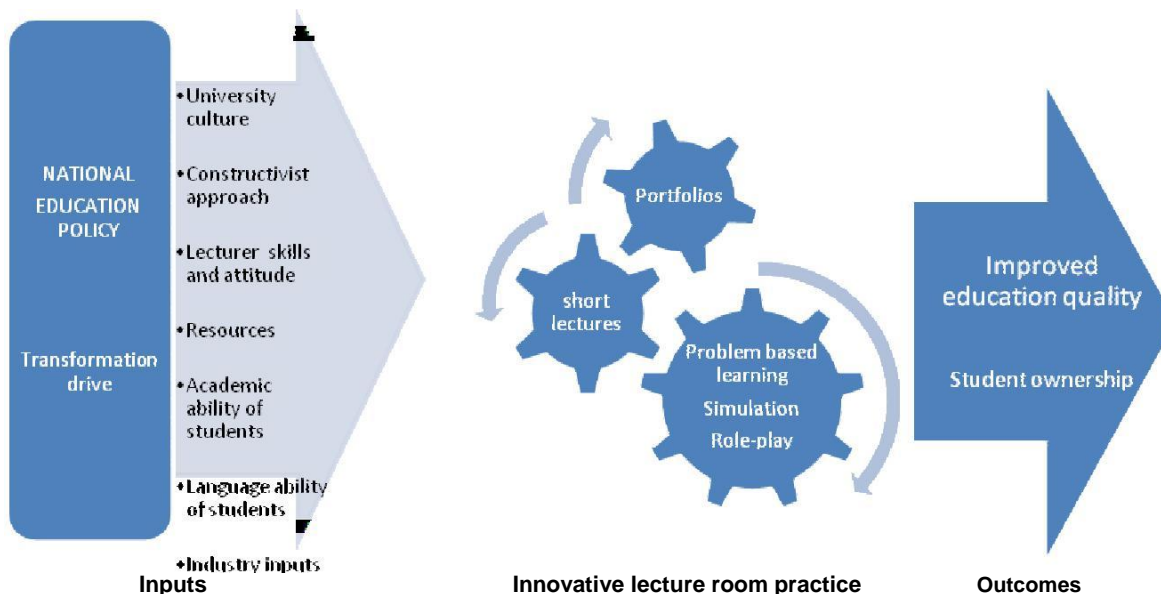 NATIONAL
EDUCATION
POLICY
Transformation
drive
•University
culture
•Constructivist
approach
•Lecturer skills
and attitude
•Resources
•Academic
ability of
students
•Language ability
of students
•Industry inputs
Inputs
Portfolios
short
lectures
Problem based
learning
Simulation
Role-play
Innovative lecture room practice
Improved
education quality
Student ownership
Outcomes